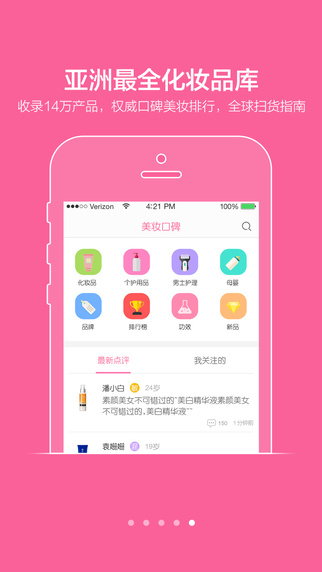 亚洲最全化妆品库
收录14万产品，权威口碑美妆排行，全球扫货指南
Verizon 4:21 PM 100%
美妆口碑
化妆品 个护用品 男士护理 母婴
品牌 排行榜 功效 新品
最新点评 我关注的
潘小白 24岁
素颜美女不可错过的“美白精华液素颜美女不可错过的，美白精华液”“
180 1分钟前
袁姗姗 19岁